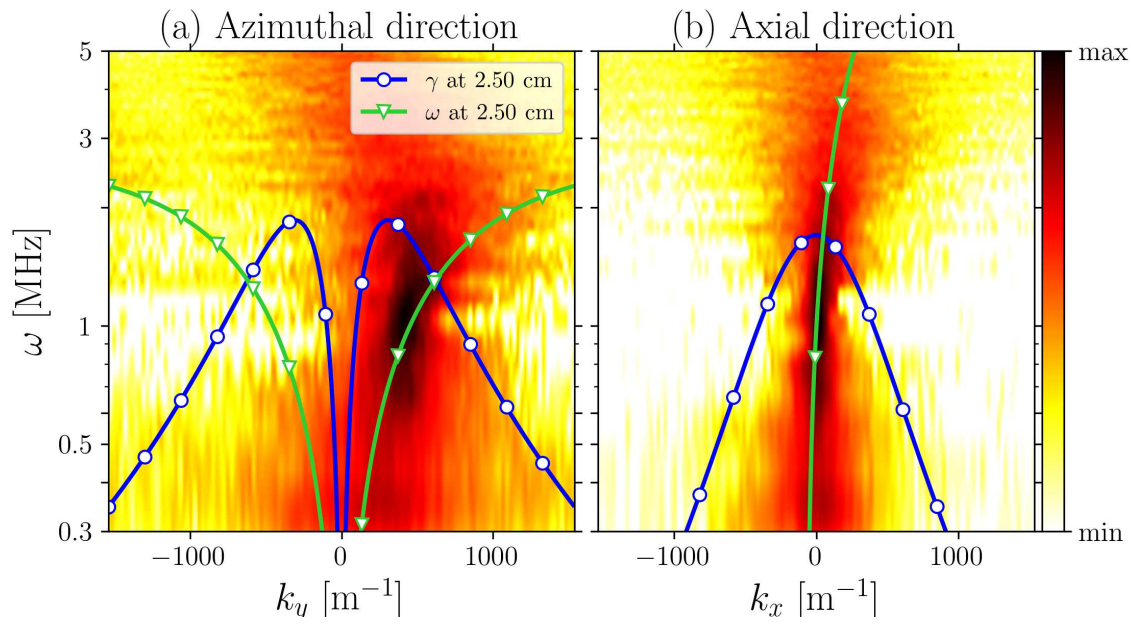 (a) Azimuthal direction
(b) Axial direction
γ at 2.50 cm
ω at 2.50 cm
5
3
1
0.5
0.3
ω [MHz]
−1000 0 1000
−1000 0 1000
k_y [m⁻¹]
k_x [m⁻¹]
max
min